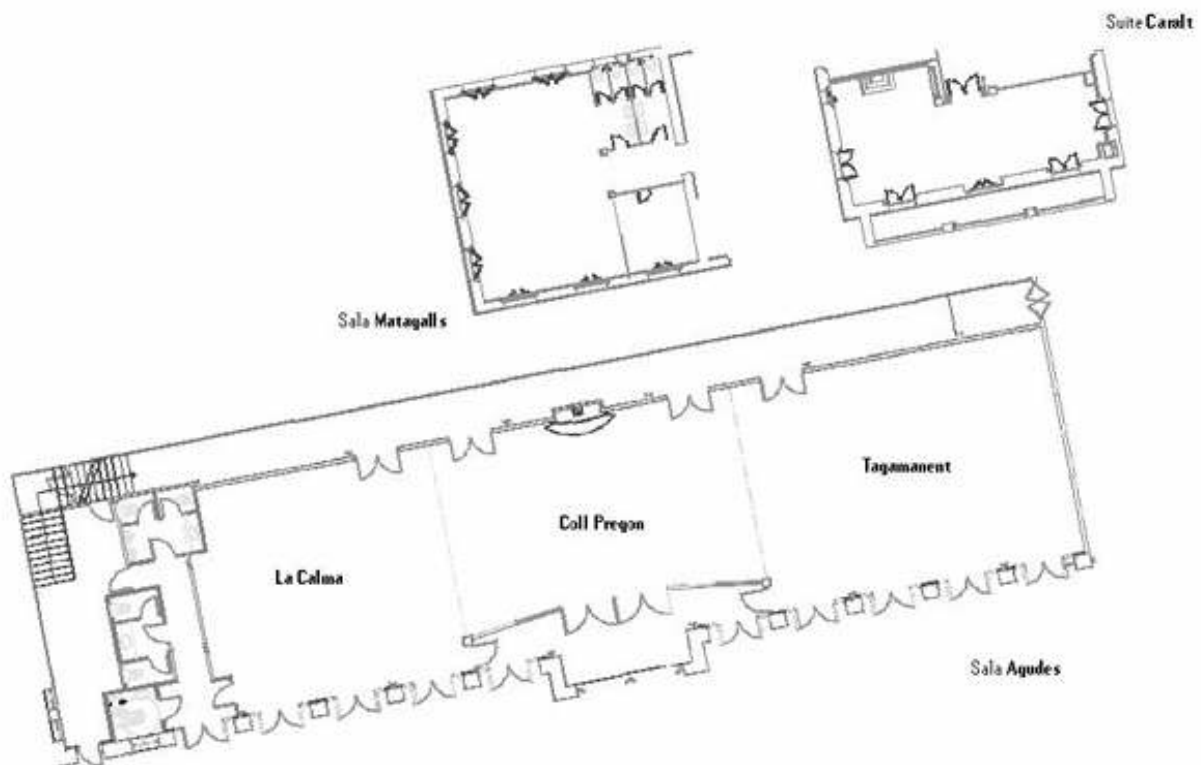 Suite Caralt
Sala Matagalls
Tagamanent
Coll Pregon
La Calma
Sala Agudes